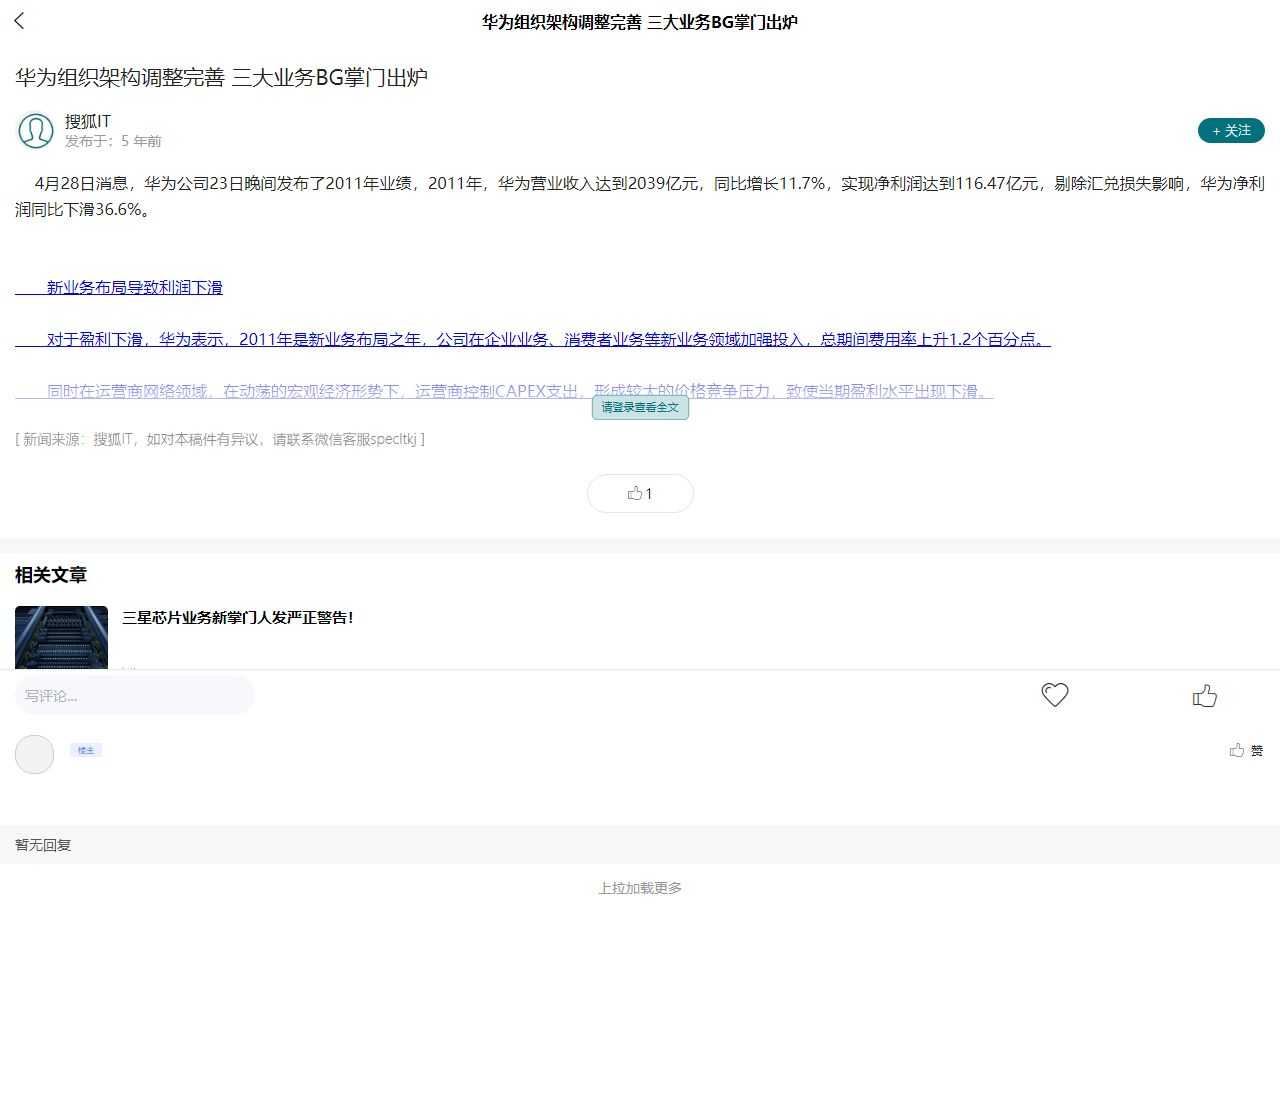 华为组织架构调整完善 三大业务BG掌门出炉
华为组织架构调整完善 三大业务BG掌门出炉
搜狐IT
发布于：5 年前
+ 关注
4月28日消息，华为公司23日晚间发布了2011年业绩，2011年，华为营业收入达到2039亿元，同比增长11.7%，实现净利润达到116.47亿元，剔除汇兑损失影响，华为净利
润同比下滑36.6%。
新业务布局导致利润下滑
对于盈利下滑，华为表示，2011年是新业务布局之年，公司在企业业务、消费者业务等新业务领域加强投入，总期间费用率上升1.2个百分点。
同时在运营商网络领域，在动荡的宏观经济形势下，运营商控制CAPEX支出，形成较大的价格竞争压力，致使当期盈利水平出现下滑。
请登录查看全文
[ 新闻来源：搜狐IT，如对本稿件有异议，请联系微信客服specltkj ]
1
相关文章
三星芯片业务新掌门人发严正警告！
写评论...
楼主
赞
暂无回复
上拉加载更多